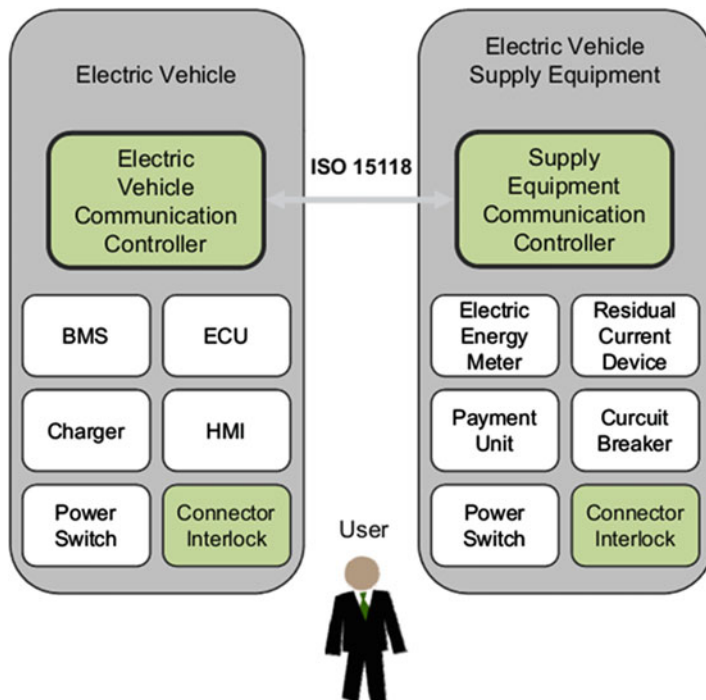 Electric Vehicle
Electric
Vehicle
Communication
Controller
BMS
ECU
Charger
HMI
Power
Switch
Connector
Interlock
ISO 15118
Electric Vehicle
Supply Equipment
Supply
Equipment
Communication
Controller
Electric
Energy
Meter
Residual
Current
Device
Payment
Unit
Curcuit
Breaker
Power
Switch
Connector
Interlock
User